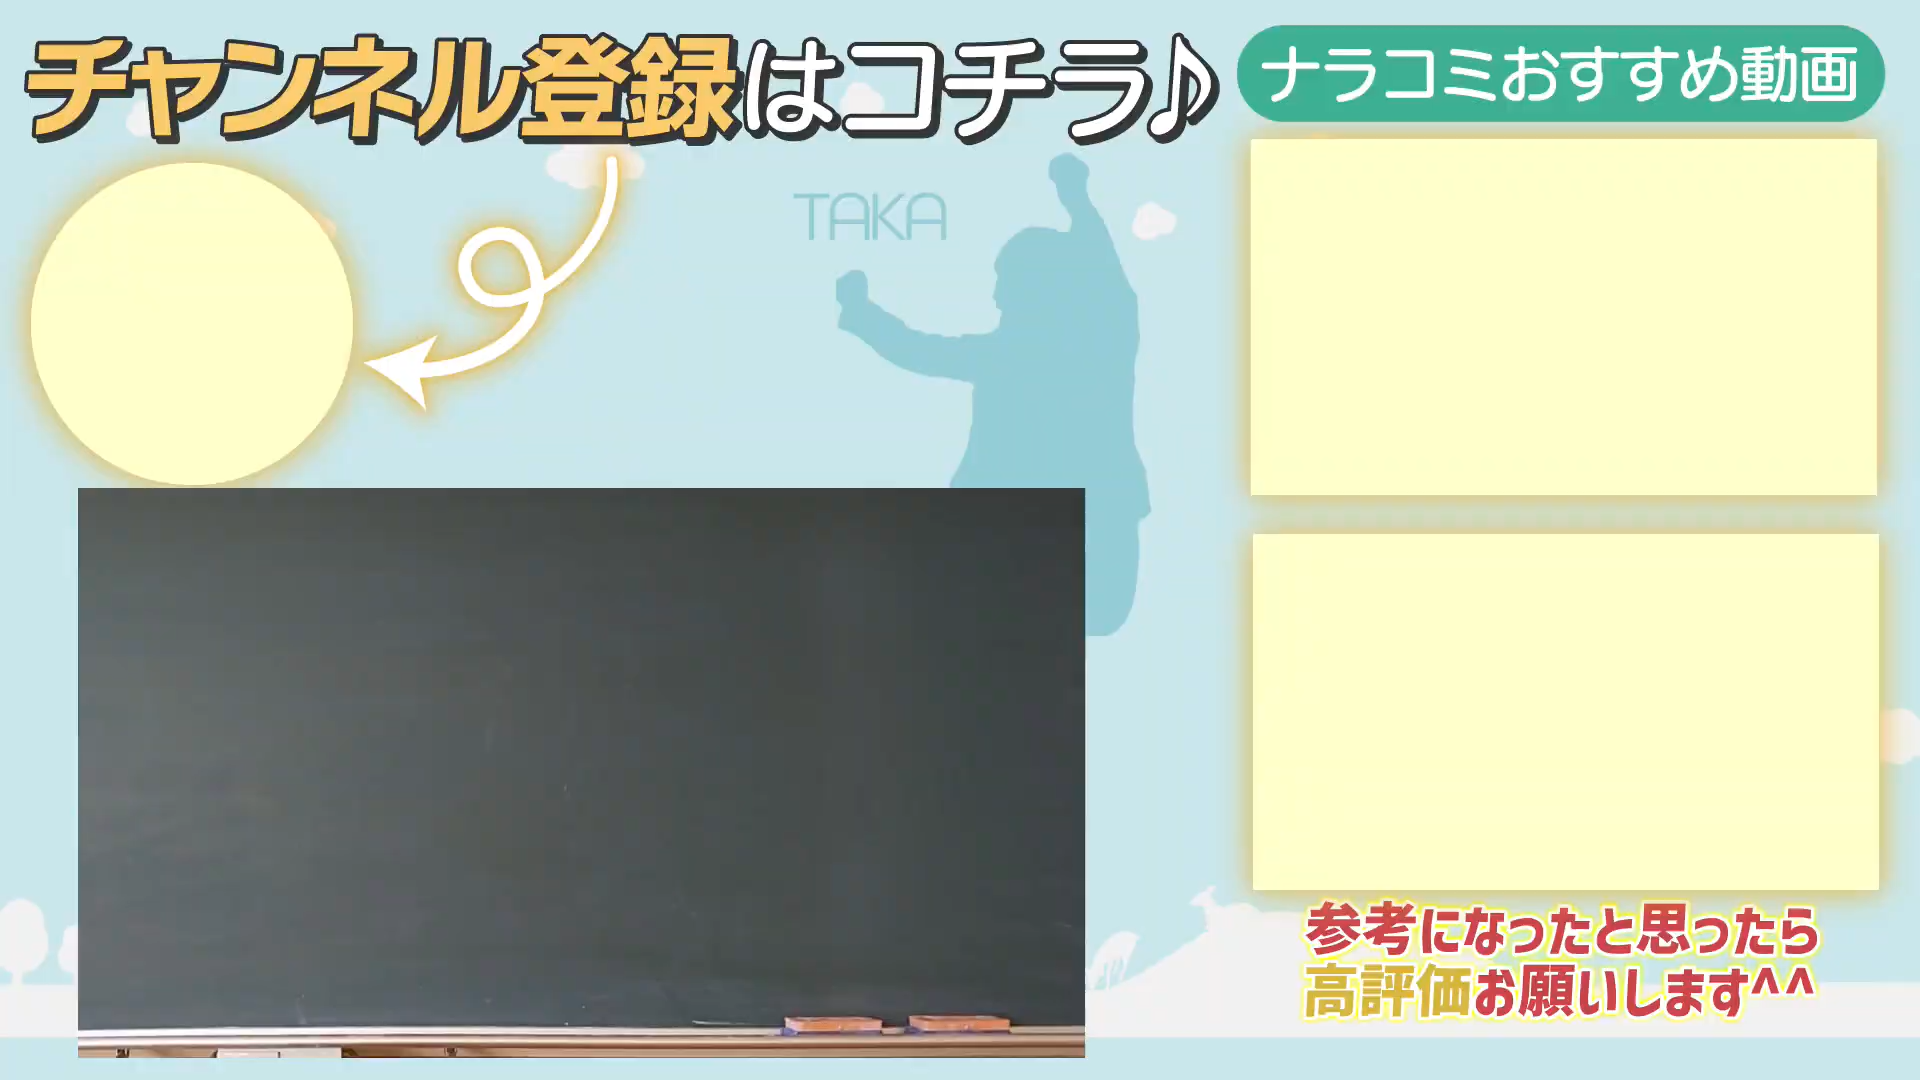 チャンネル登録はコチラ♪
ナラコミおすすめ動画
TAKA
参考になったと思ったら
高評価お願いします^^